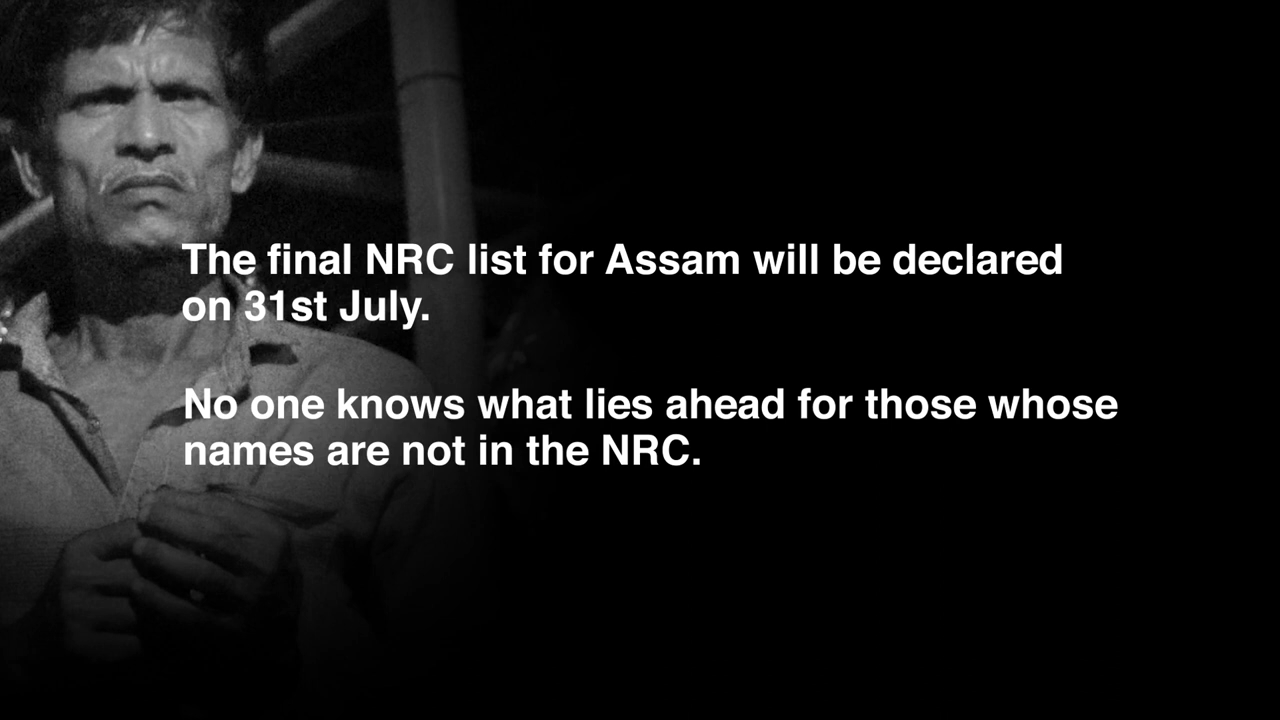 The final NRC list for Assam will be declared
on 31st July.
No one knows what lies ahead for those whose
names are not in the NRC.